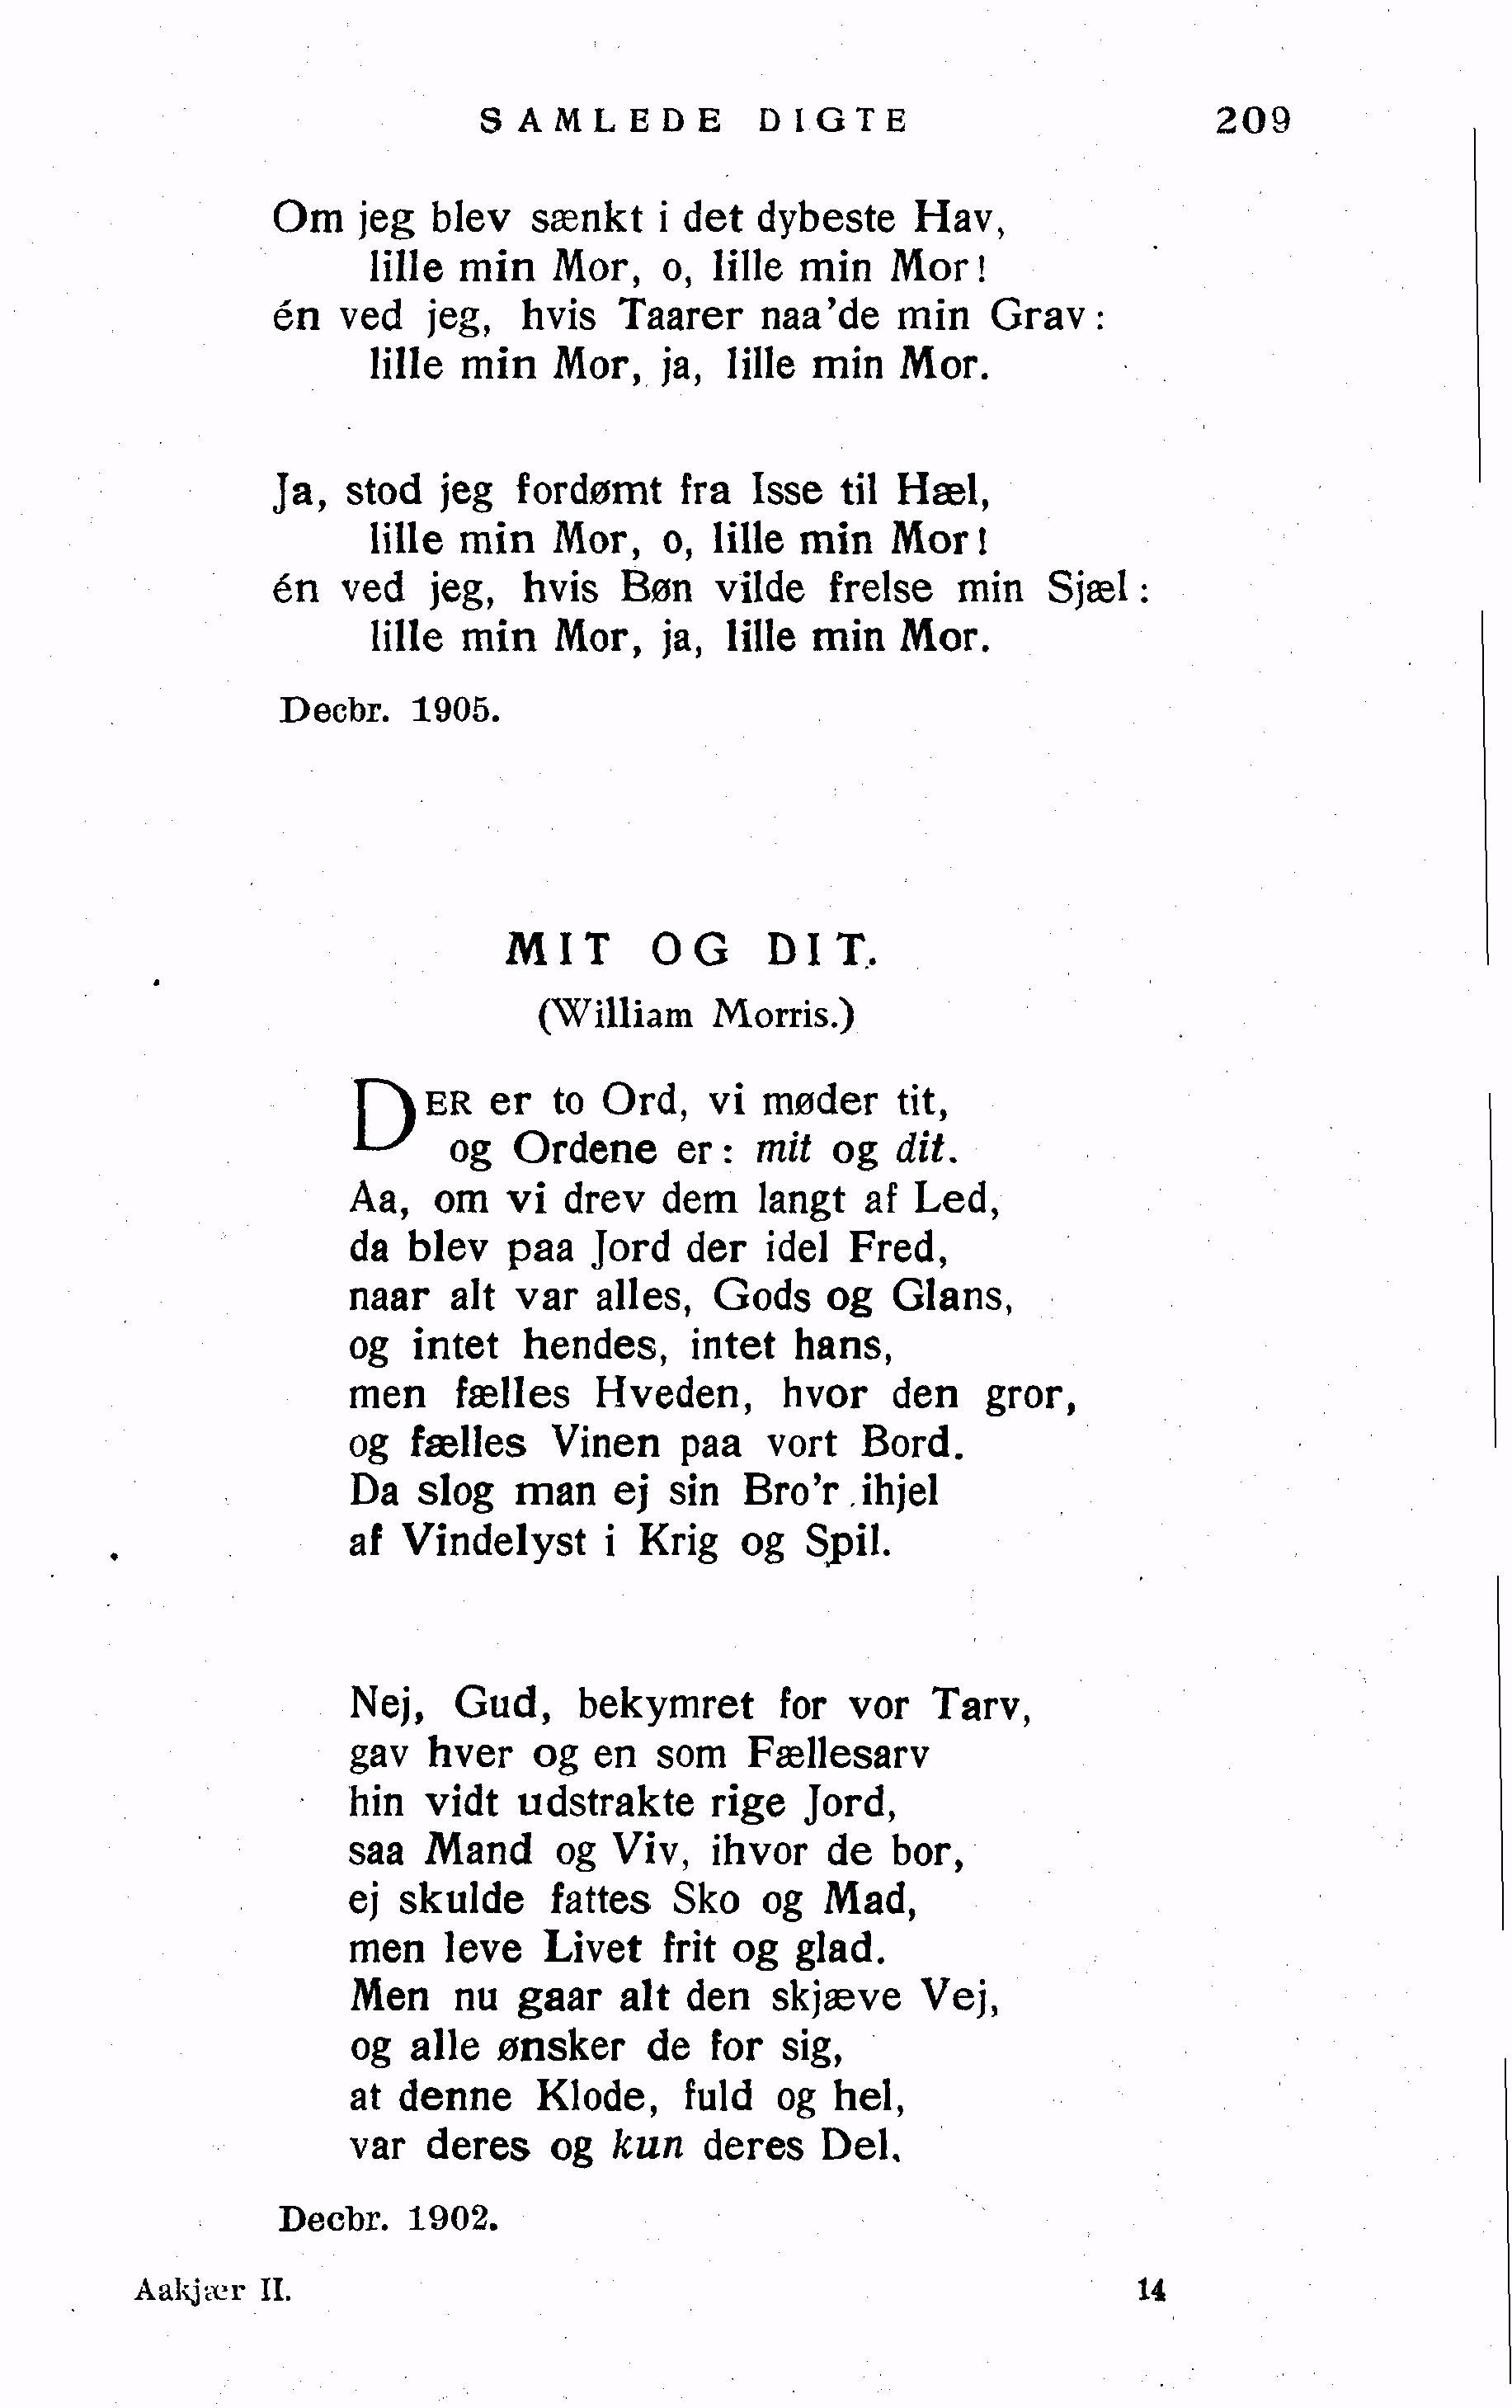 SAMLEDE DIGTE 209
Om jeg blev sænkt i det dybeste Hav,
lille min Mor, o, lille min Mor!
én ved jeg, hvis Taarer naa'de min Grav:
lille min Mor, ja, lille min Mor.
Ja, stod jeg fordømt fra Isse til Hæl,
lille min Mor, o, lille min Mor!
én ved jeg, hvis Bøn vilde frelse min Sjæl:
lille min Mor, ja, lille min Mor.
Decbr. 1905.
MIT OG DIT.
(William Morris.)
DER er to Ord, vi møder tit,
og Ordene er: mit og dit.
Aa, om vi drev dem langt af Led,
da blev paa Jord der idel Fred,
naar alt var alles, Gods og Glans,
og intet hendes, intet hans,
men fælles Hveden, hvor den gror,
og fælles Vinen paa vort Bord.
Da slog man ej sin Bro'r ihjel
af Vindelyst i Krig og Spil.
Nej, Gud, bekymret for vor Tarv,
gav hver og en som Fællesarv
hin vidt udstrakte rige Jord,
saa Mand og Viv, ihvor de bor,
ej skulde fattes Sko og Mad,
men leve Livet frit og glad.
Men nu gaar alt den skjæve Vej,
og alle ønsker de for sig,
at denne Klode, fuld og hel,
var deres og kun deres Del.
Decbr. 1902.
Aakjær II. 14